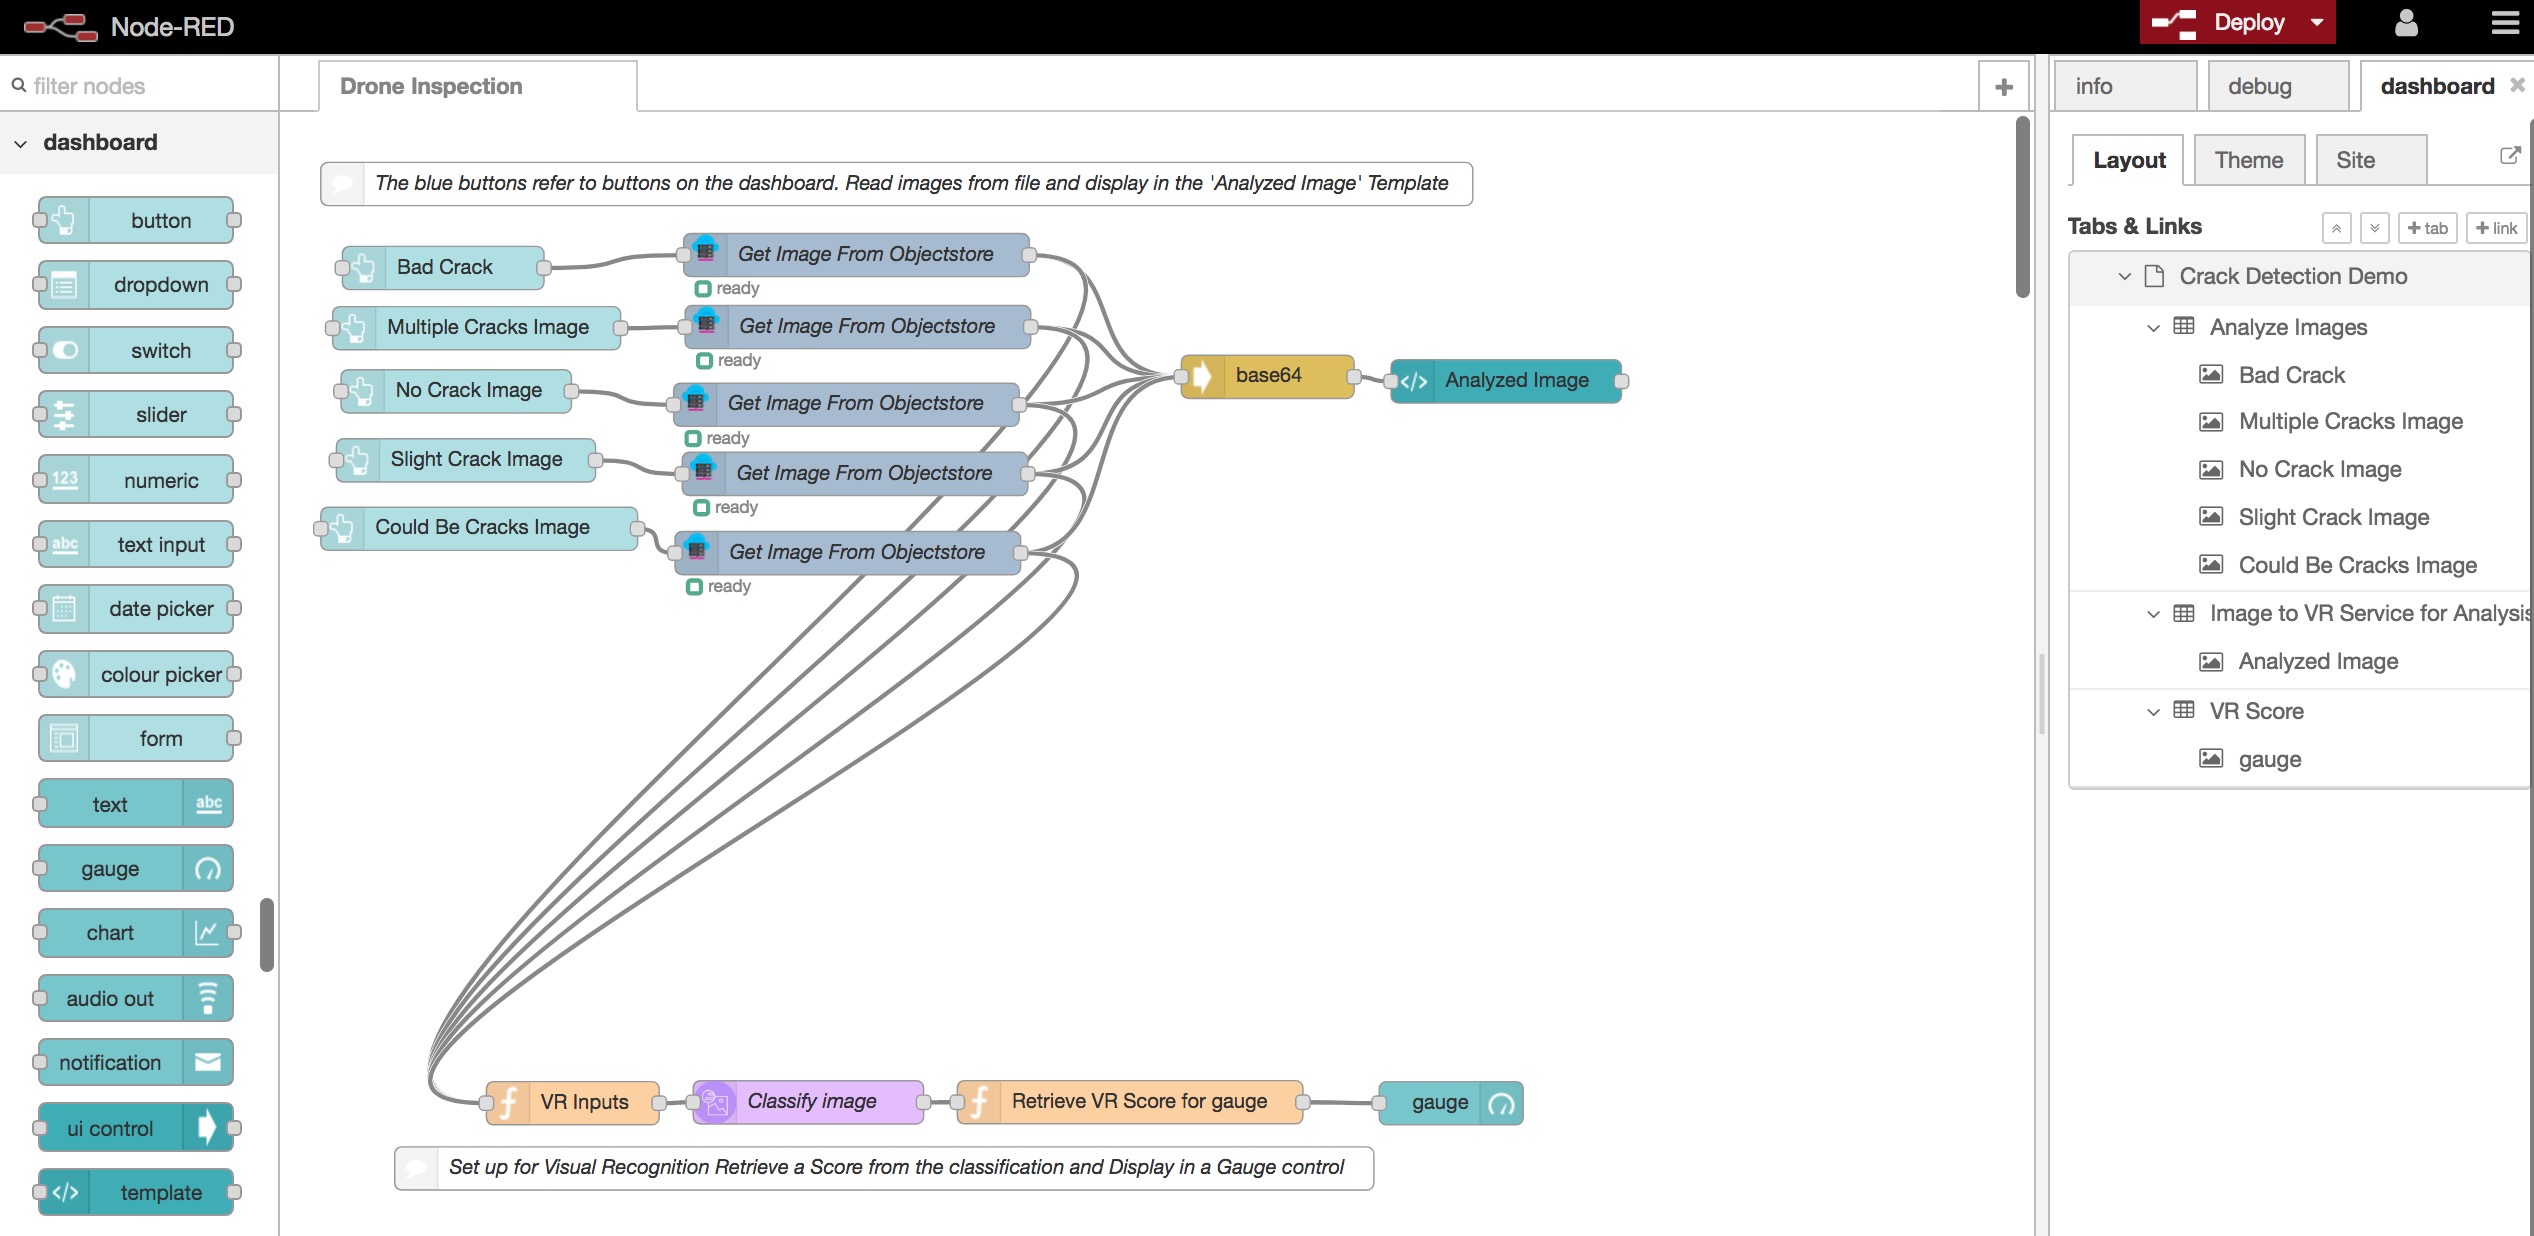 Node-RED
Deploy
filter nodes
Drone Inspection
info
debug
dashboard
dashboard
button
dropdown
switch
slider
123
numeric
abc
text input
date picker
colour picker
form
text
abc
gauge
chart
audio out
notification
ui control
</>
template
The blue buttons refer to buttons on the dashboard. Read images from file and display in the 'Analyzed Image' Template
Bad Crack
Get Image From Objectstore
ready
Multiple Cracks Image
Get Image From Objectstore
ready
No Crack Image
Get Image From Objectstore
ready
Slight Crack Image
Get Image From Objectstore
ready
Could Be Cracks Image
Get Image From Objectstore
ready
base64
</>
Analyzed Image
VR Inputs
Classify image
Retrieve VR Score for gauge
gauge
Set up for Visual Recognition Retrieve a Score from the classification and Display in a Gauge control
Layout
Theme
Site
Tabs & Links
+ tab
+ link
Crack Detection Demo
Analyze Images
Bad Crack
Multiple Cracks Image
No Crack Image
Slight Crack Image
Could Be Cracks Image
Image to VR Service for Analysis
Analyzed Image
VR Score
gauge